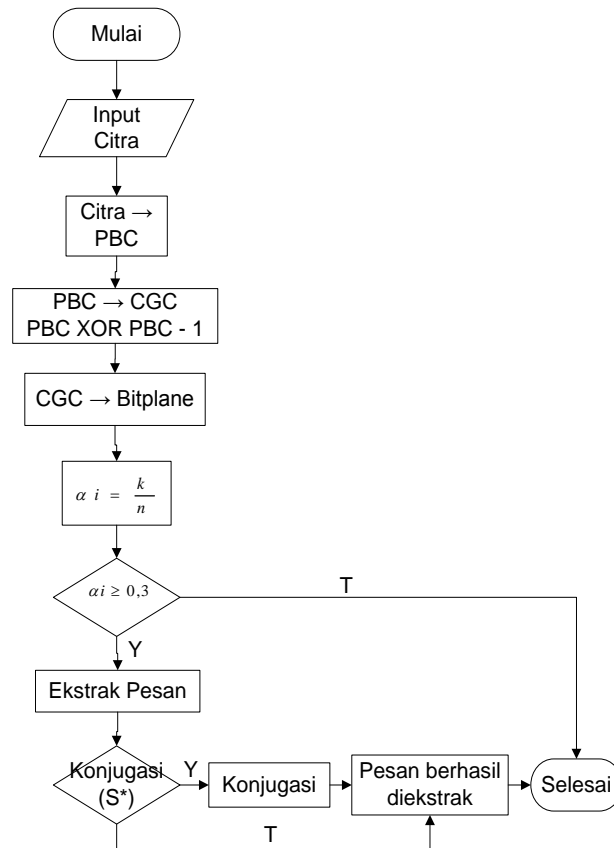 Mulai
Input
Citra
Citra →
PBC
PBC → CGC
PBC XOR PBC - 1
CGC → Bitplane
α i = k/n
αi ≥ 0,3
T
Y
Ekstrak Pesan
Konjugasi
(S*)
Y
Konjugasi
Pesan berhasil
diekstrak
Selesai
T